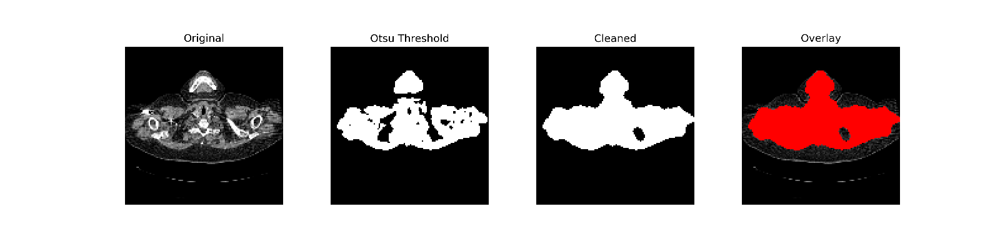 Original
Otsu Threshold
Cleaned
Overlay